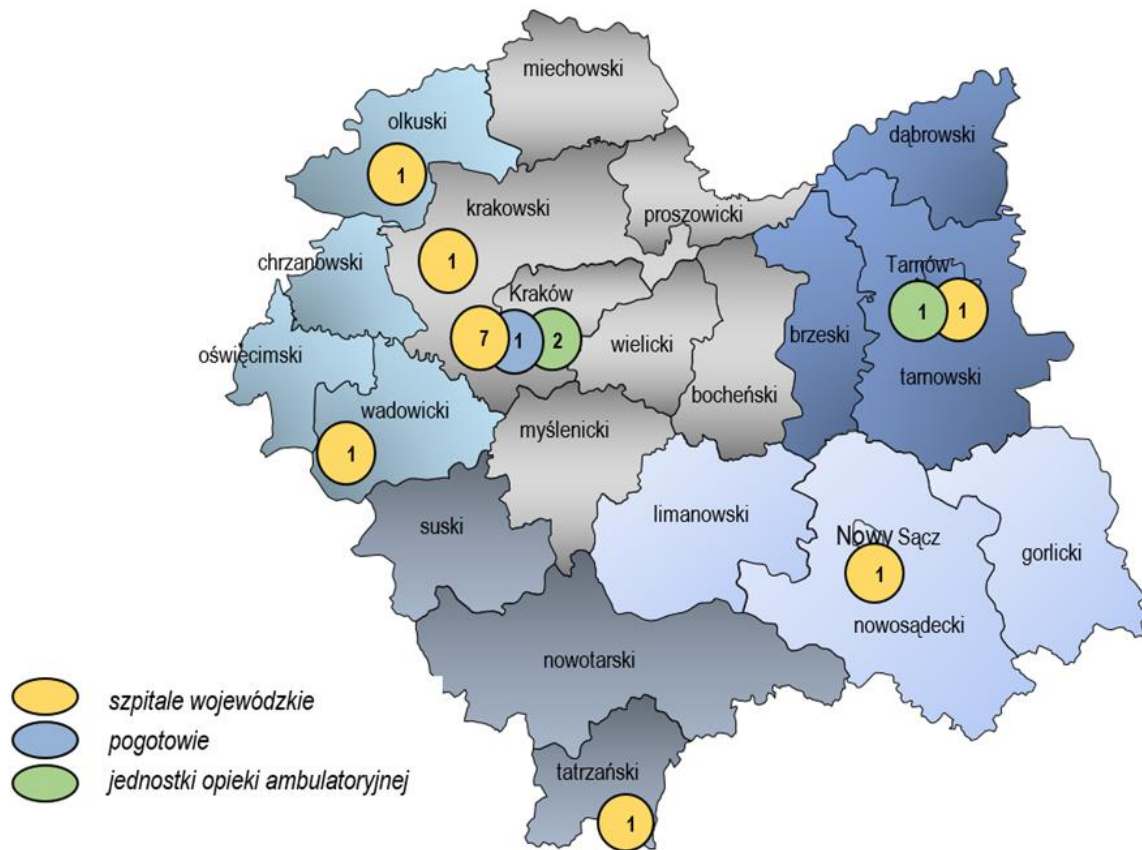 miechowski
olkuski
dąbrowski
1
krakowski
proszowicki
chrzanowski
1
Tarnów
Kraków
1 1
7 1 2
wielicki
brzeski
oświęcimski
tarnowski
bocheński
wadowicki
myślenicki
1
limanowski
suski
Nowy Sącz
gorlicki
1
nowosądecki
nowotarski
szpitale wojewódzkie
pogotowie
jednostki opieki ambulatoryjnej
tatrzański
1